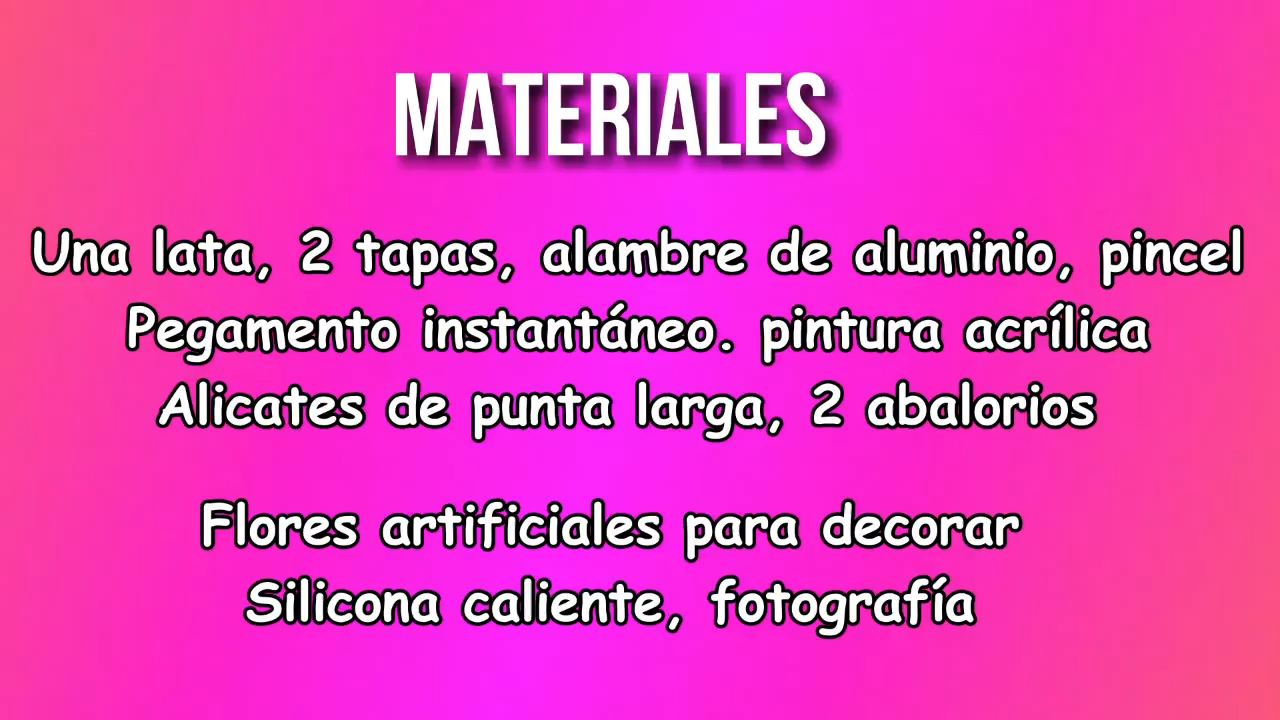 MATERIALES
Una lata, 2 tapas, alambre de aluminio, pincel
Pegamento instantáneo. pintura acrílica
Alicates de punta larga, 2 abalorios
Flores artificiales para decorar
Silicona caliente, fotografía